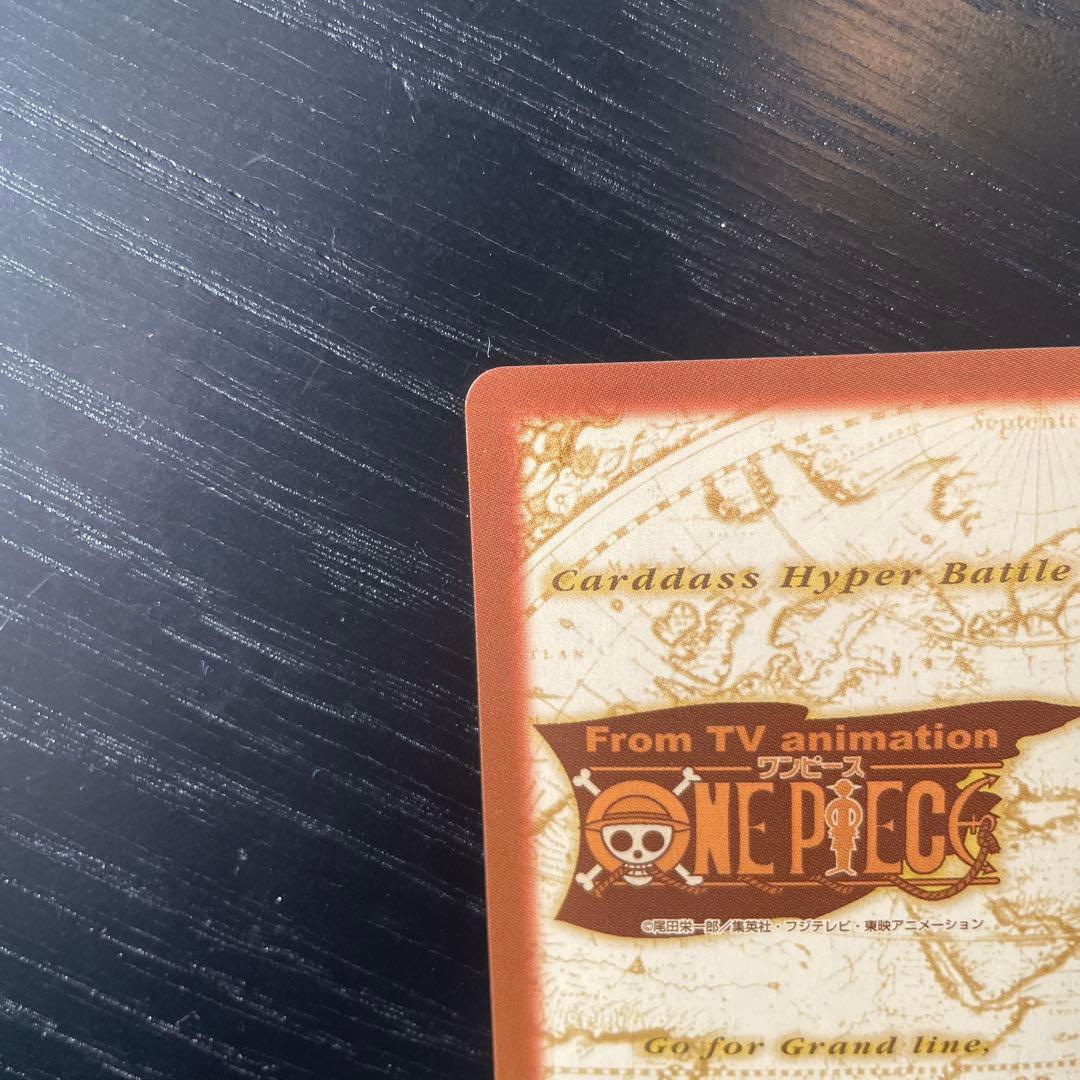 Septentr
Carddass Hyper Battle
From TV animation
ワンピース
ONE PIECE
©尾田栄一郎／集英社・フジテレビ・東映アニメーション
Go for Grand line,